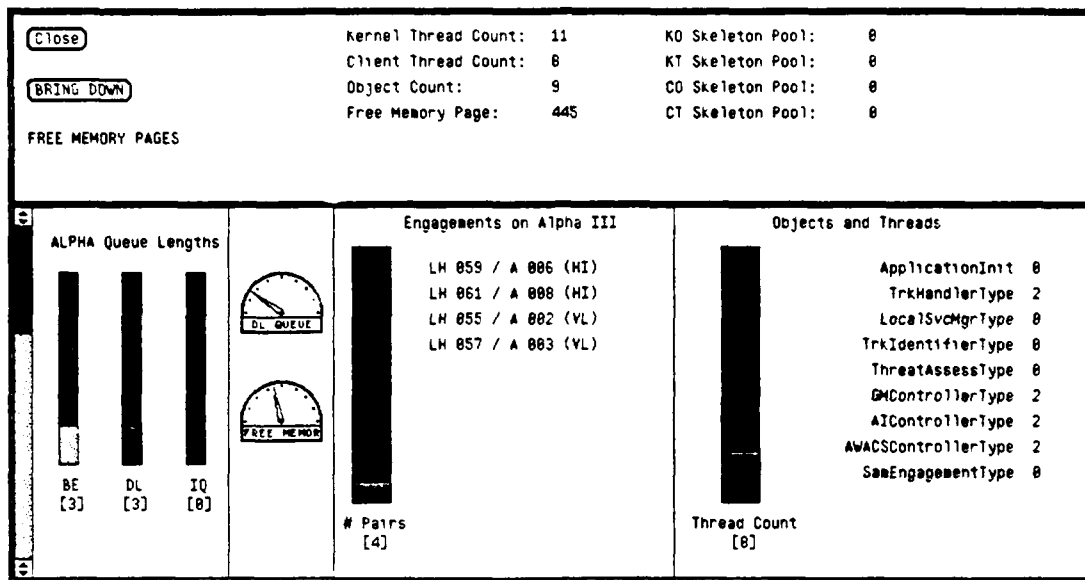 Close
Kernel Thread Count: 11
KO Skeleton Pool: 0
Client Thread Count: 8
KT Skeleton Pool: 0
BRING DOWN
Object Count: 9
CO Skeleton Pool: 0
Free Memory Page: 445
CT Skeleton Pool: 0
FREE MEMORY PAGES
ALPHA Queue Lengths
BE
[3]
DL
[3]
IQ
[0]
DL QUEUE
FREE MEMOR
Engagements on Alpha III
LH 059 / A 006 (HI)
LH 061 / A 008 (HI)
LH 055 / A 002 (VL)
LH 057 / A 003 (VL)
# Pairs
[4]
Objects and Threads
ApplicationInit 0
TrkHandlerType 2
LocalSvcMgrType 0
TrkIdentifierType 0
ThreatAssessType 0
GMControllerType 2
AIControllerType 2
AWACSControllerType 2
SamEngagementType 0
Thread Count
[8]